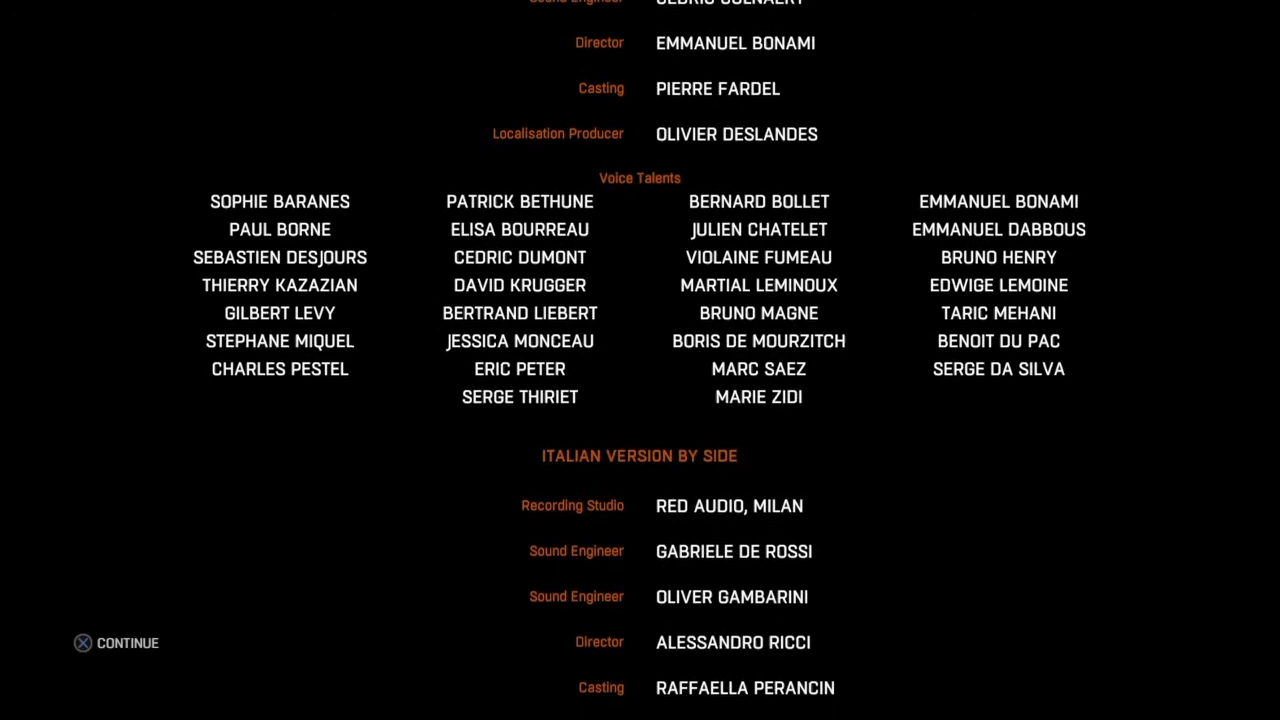 Director EMMANUEL BONAMI
Casting PIERRE FARDEL
Localisation Producer OLIVIER DESLANDES
Voice Talents
SOPHIE BARANES PATRICK BETHUNE BERNARD BOLLET EMMANUEL BONAMI
PAUL BORNE ELISA BOURREAU JULIEN CHATELET EMMANUEL DABBOUS
SEBASTIEN DESJOURS CEDRIC DUMONT VIOLAINE FUMEAU BRUNO HENRY
THIERRY KAZAZIAN DAVID KRUGGER MARTIAL LEMINOUX EDWIGE LEMOINE
GILBERT LEVY BERTRAND LIEBERT BRUNO MAGNE TARIC MEHANI
STEPHANE MIQUEL JESSICA MONCEAU BORIS DE MOURZITCH BENOIT DU PAC
CHARLES PESTEL ERIC PETER MARC SAEZ SERGE DA SILVA
SERGE THIRIET MARIE ZIDI
ITALIAN VERSION BY SIDE
Recording Studio RED AUDIO, MILAN
Sound Engineer GABRIELE DE ROSSI
Sound Engineer OLIVER GAMBARINI
Director ALESSANDRO RICCI
CONTINUE
Casting RAFFAELLA PERANCIN